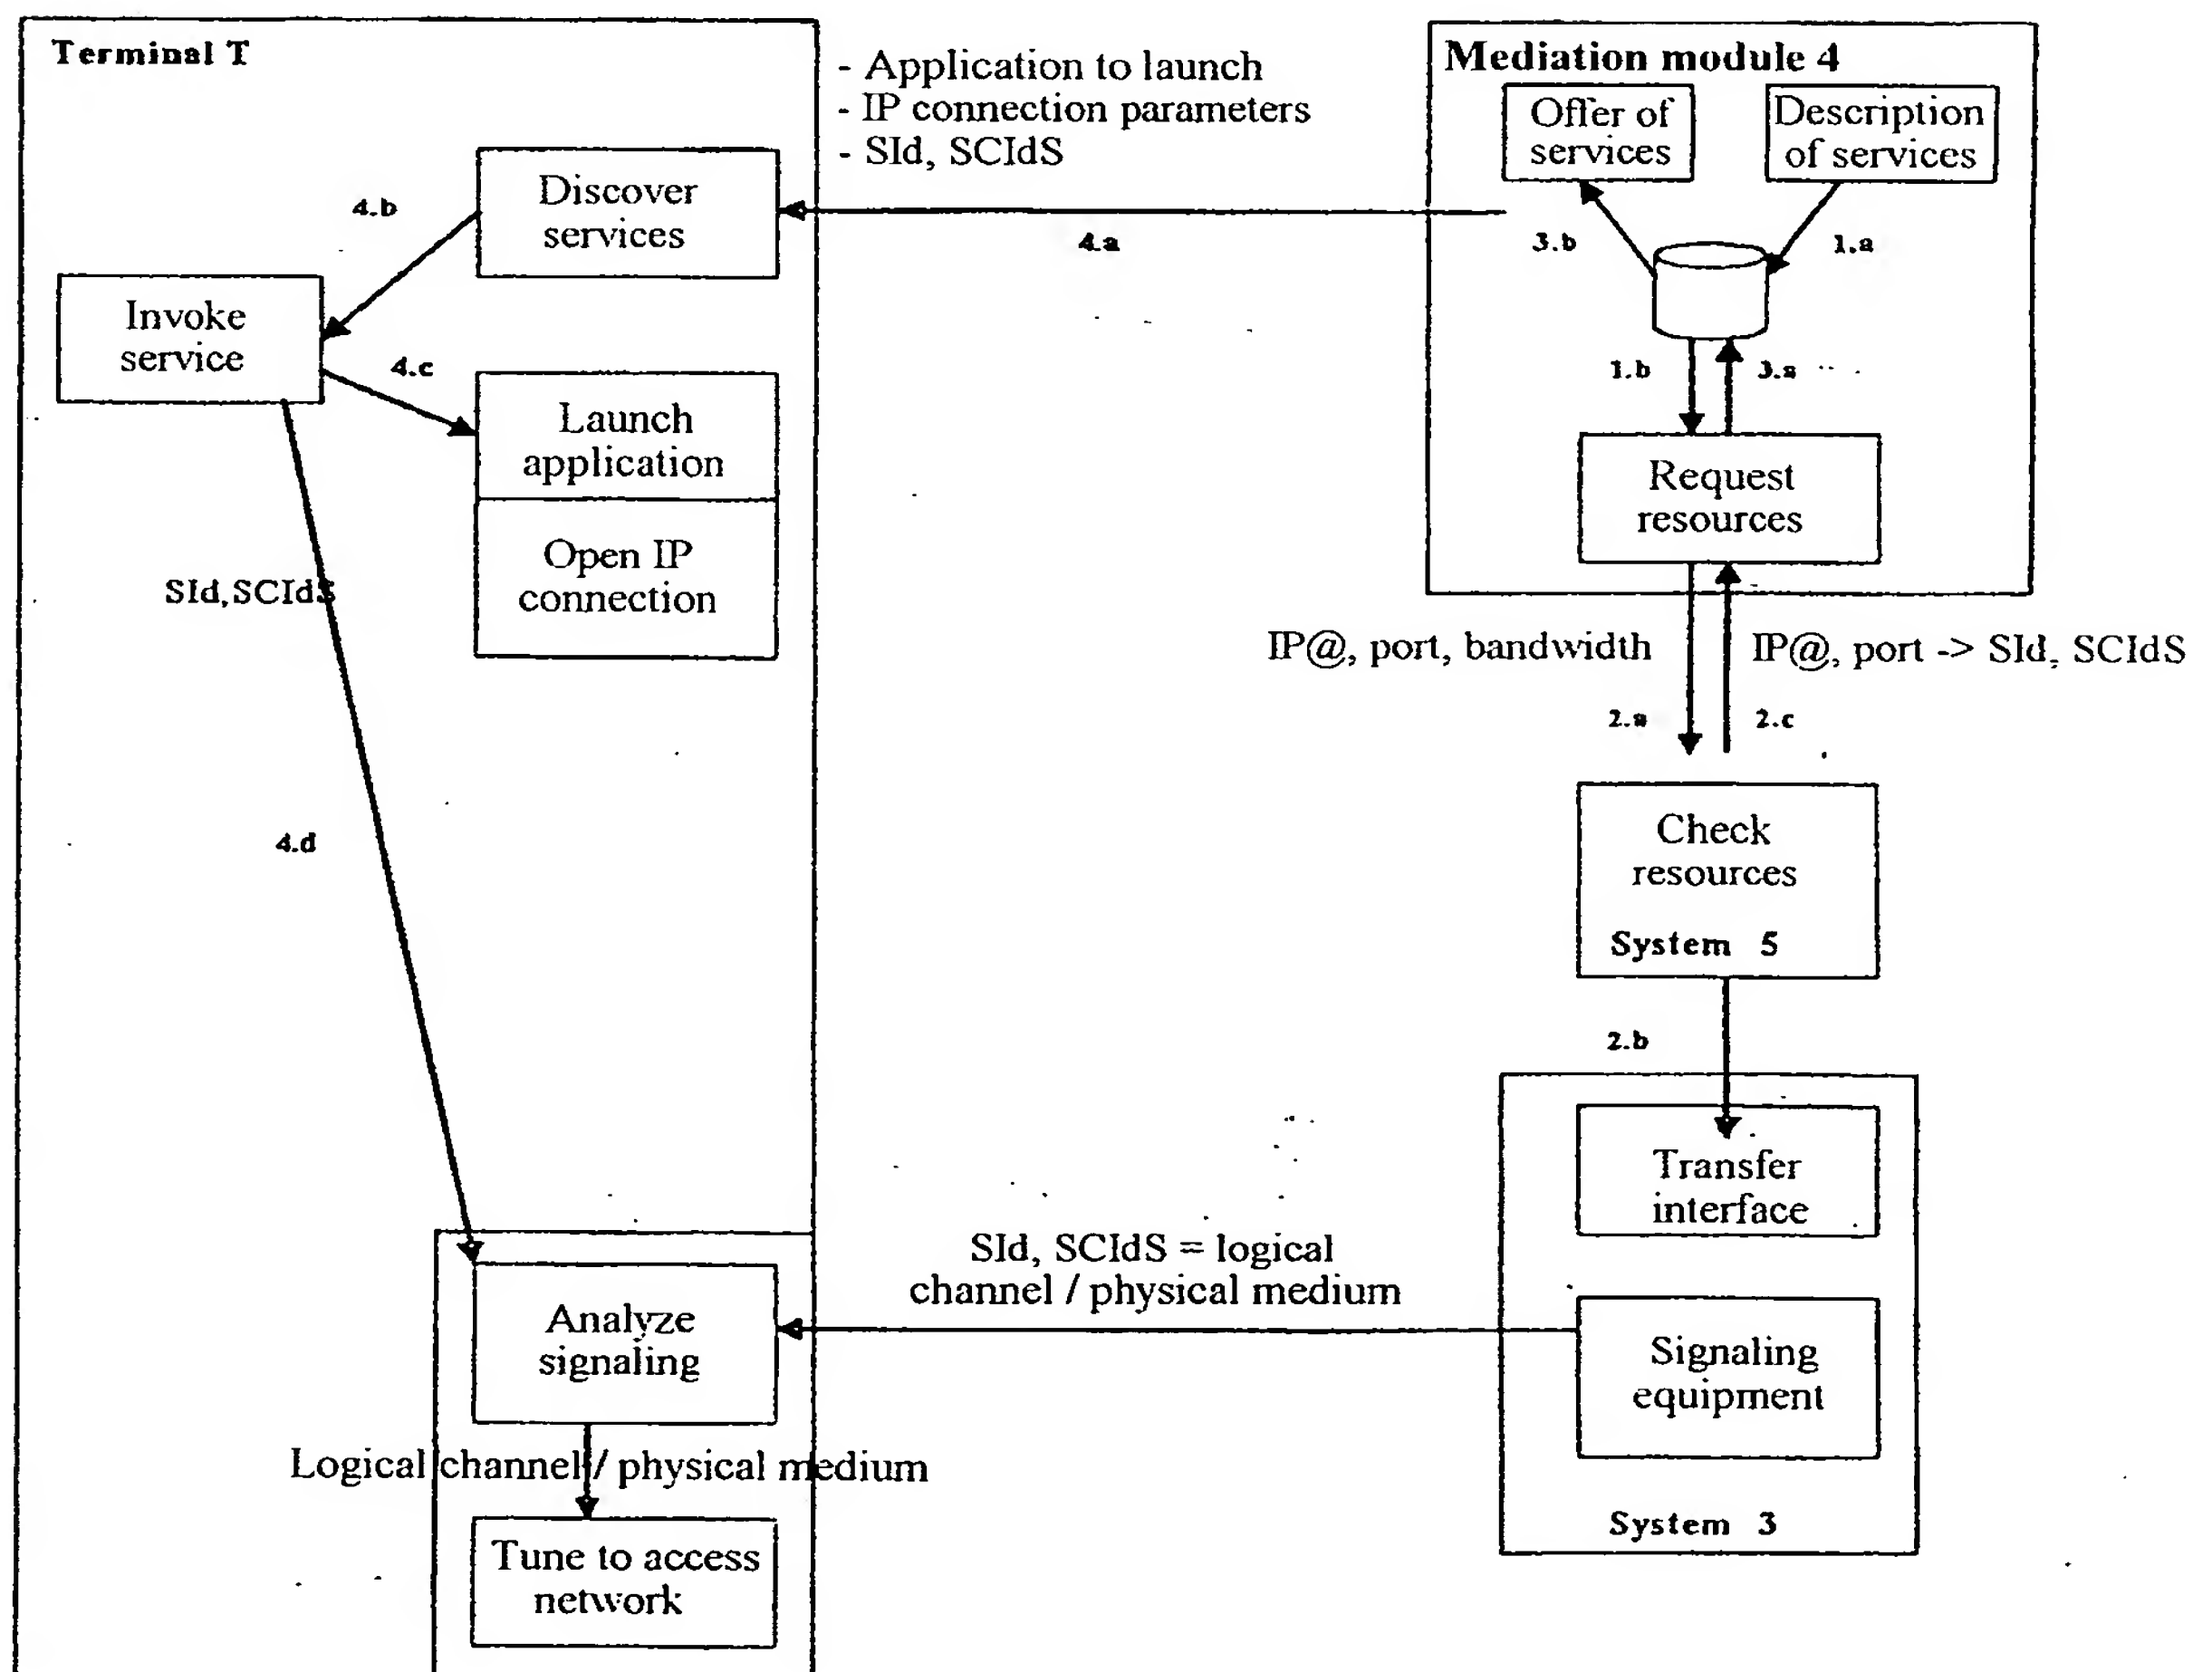 Terminal T
- Application to launch
- IP connection parameters
- SId, SCIdS
Mediation module 4
Offer of
services
Description
of services
Discover
services
4.b
4.a
3.b
1.a
Invoke
service
4.c
1.b
3.a
Launch
application
Request
resources
Open IP
connection
SId,SCIdS
IP@, port, bandwidth
IP@, port -> SId, SCIdS
2.a
2.c
4.d
Check
resources
System 5
2.b
Transfer
interface
SId, SCIdS = logical
channel / physical medium
Analyze
signaling
Signaling
equipment
Logical channel / physical medium
System 3
Tune to access
network